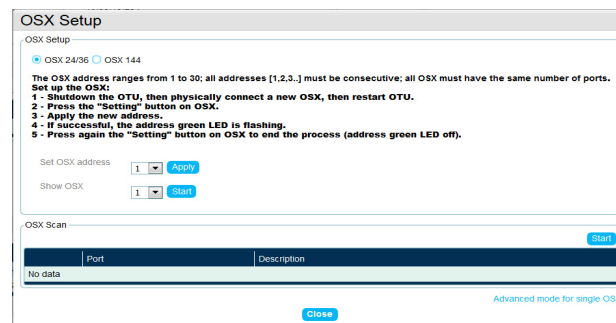 OSX Setup
OSX Setup
OSX 24/36 OSX 144
The OSX address ranges from 1 to 30; all addresses [1,2,3..] must be consecutive; all OSX must have the same number of ports.
Set up the OSX:
1 - Shutdown the OTU, then physically connect a new OSX, then restart OTU.
2 - Press the "Setting" button on OSX.
3 - Apply the new address.
4 - If successful, the address green LED is flashing.
5 - Press again the "Setting" button on OSX to end the process (address green LED off).
Set OSX address 1 Apply
Show OSX 1 Start
OSX Scan
Start
Port Description
No data
Advanced mode for single OS
Close